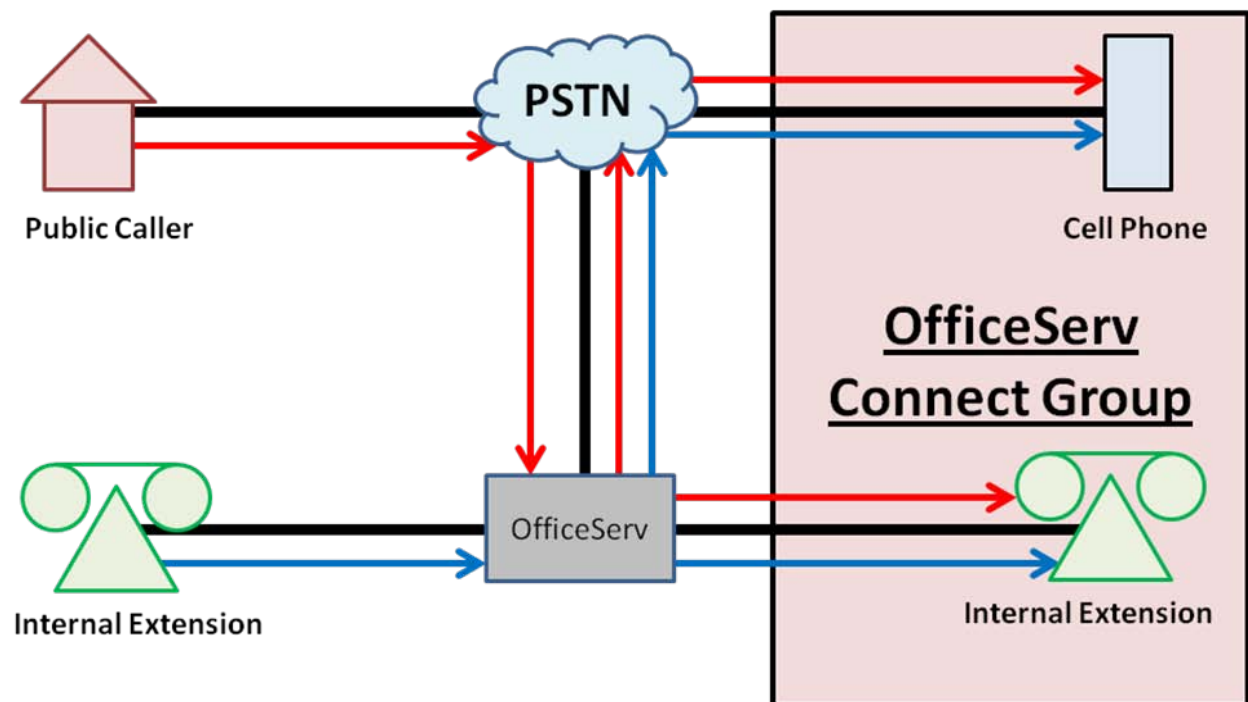 PSTN
Public Caller
Cell Phone
OfficeServ
Connect Group
OfficeServ
Internal Extension
Internal Extension